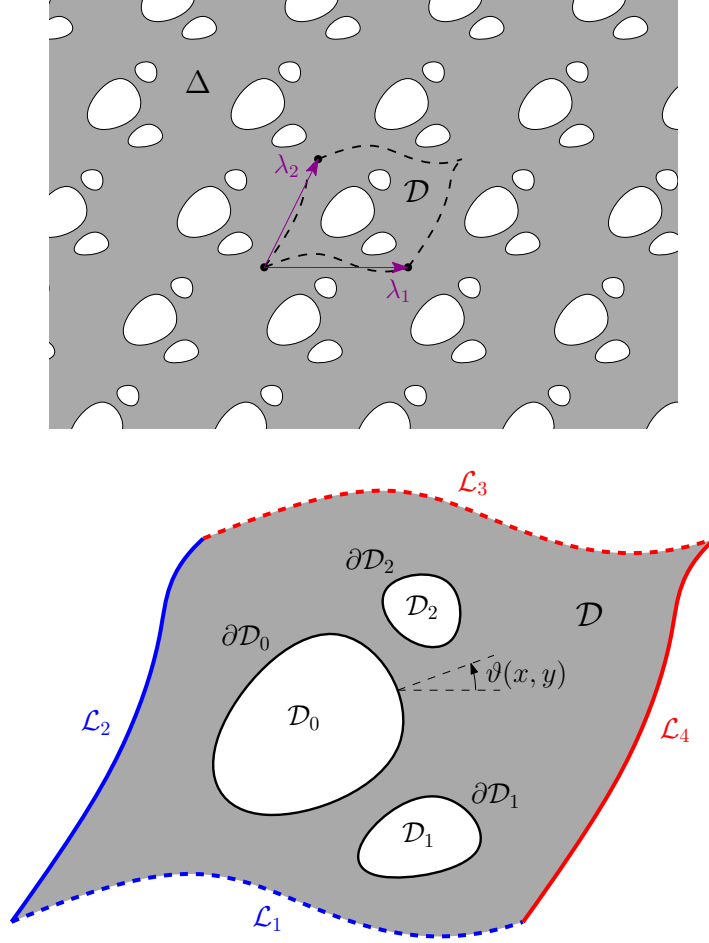 Δ
λ₂
𝒟
λ₁
ℒ₃
∂𝒟₂
𝒟₂
𝒟
∂𝒟₀
ϑ(x, y)
𝒟₀
ℒ₂
ℒ₄
∂𝒟₁
𝒟₁
ℒ₁